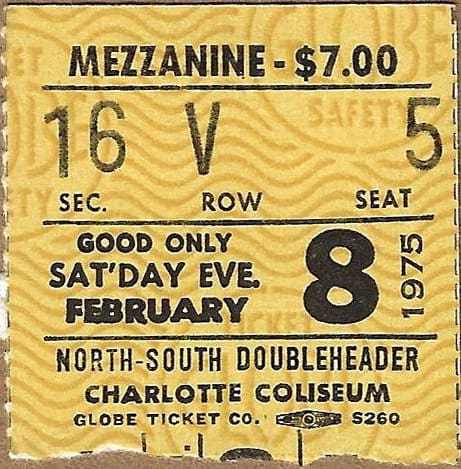 MEZZANINE - $7.00
16 V 5
SEC. ROW SEAT
GOOD ONLY
SAT'DAY EVE.
FEBRUARY
8
1975
NORTH-SOUTH DOUBLEHEADER
CHARLOTTE COLISEUM
GLOBE TICKET CO. S260